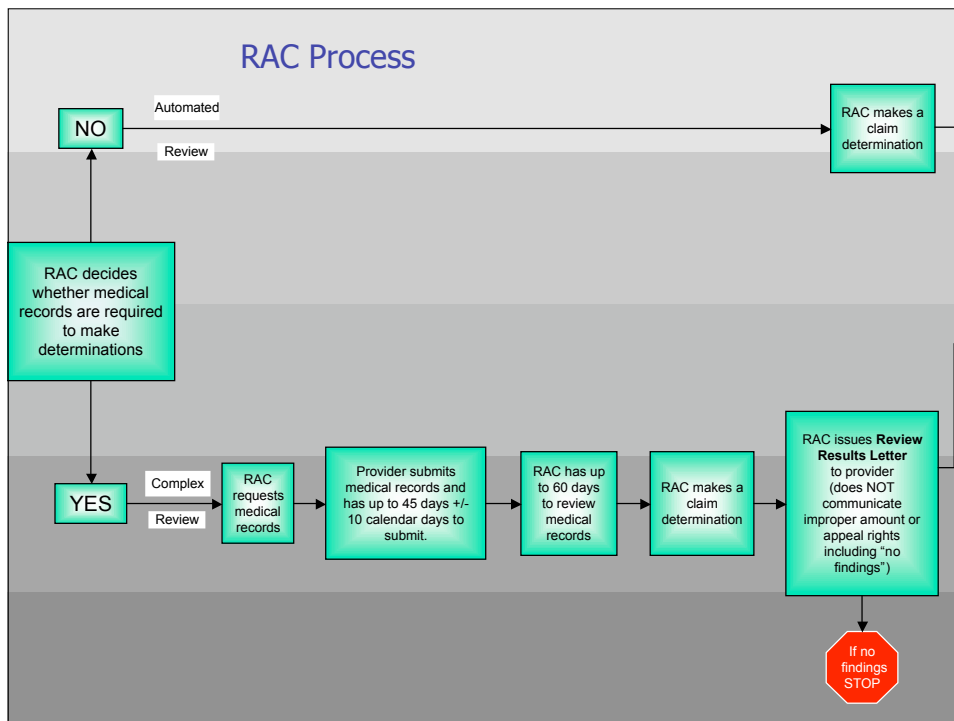 RAC Process
Automated
NO
Review
RAC makes a
claim
determination
RAC decides
whether medical
records are required
to make
determinations
YES
Complex
Review
RAC
requests
medical
records
Provider submits
medical records and
has up to 45 days +/-
10 calendar days to
submit.
RAC has up
to 60 days
to review
medical
records
RAC makes a
claim
determination
RAC issues Review
Results Letter
to provider
(does NOT
communicate
improper amount or
appeal rights
including “no
findings”)
If no
findings
STOP